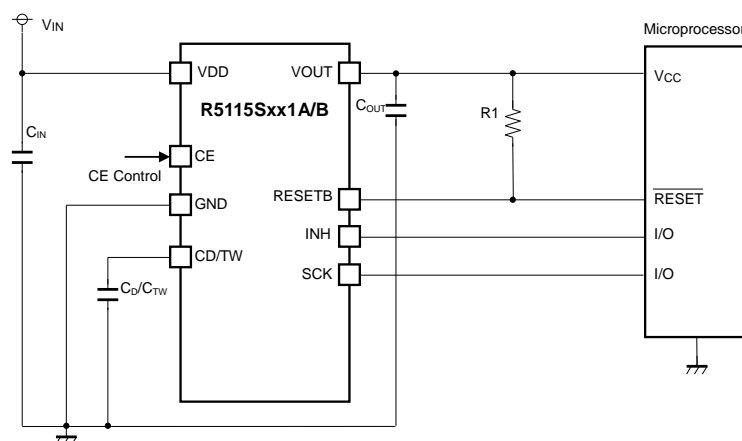 VIN
Microprocessor
VDD
VOUT
VCC
R5115Sxx1A/B
COUT
R1
CIN
CE
CE Control
GND
RESETB
RESET
INH
I/O
CD/TW
SCK
I/O
CD/CTW